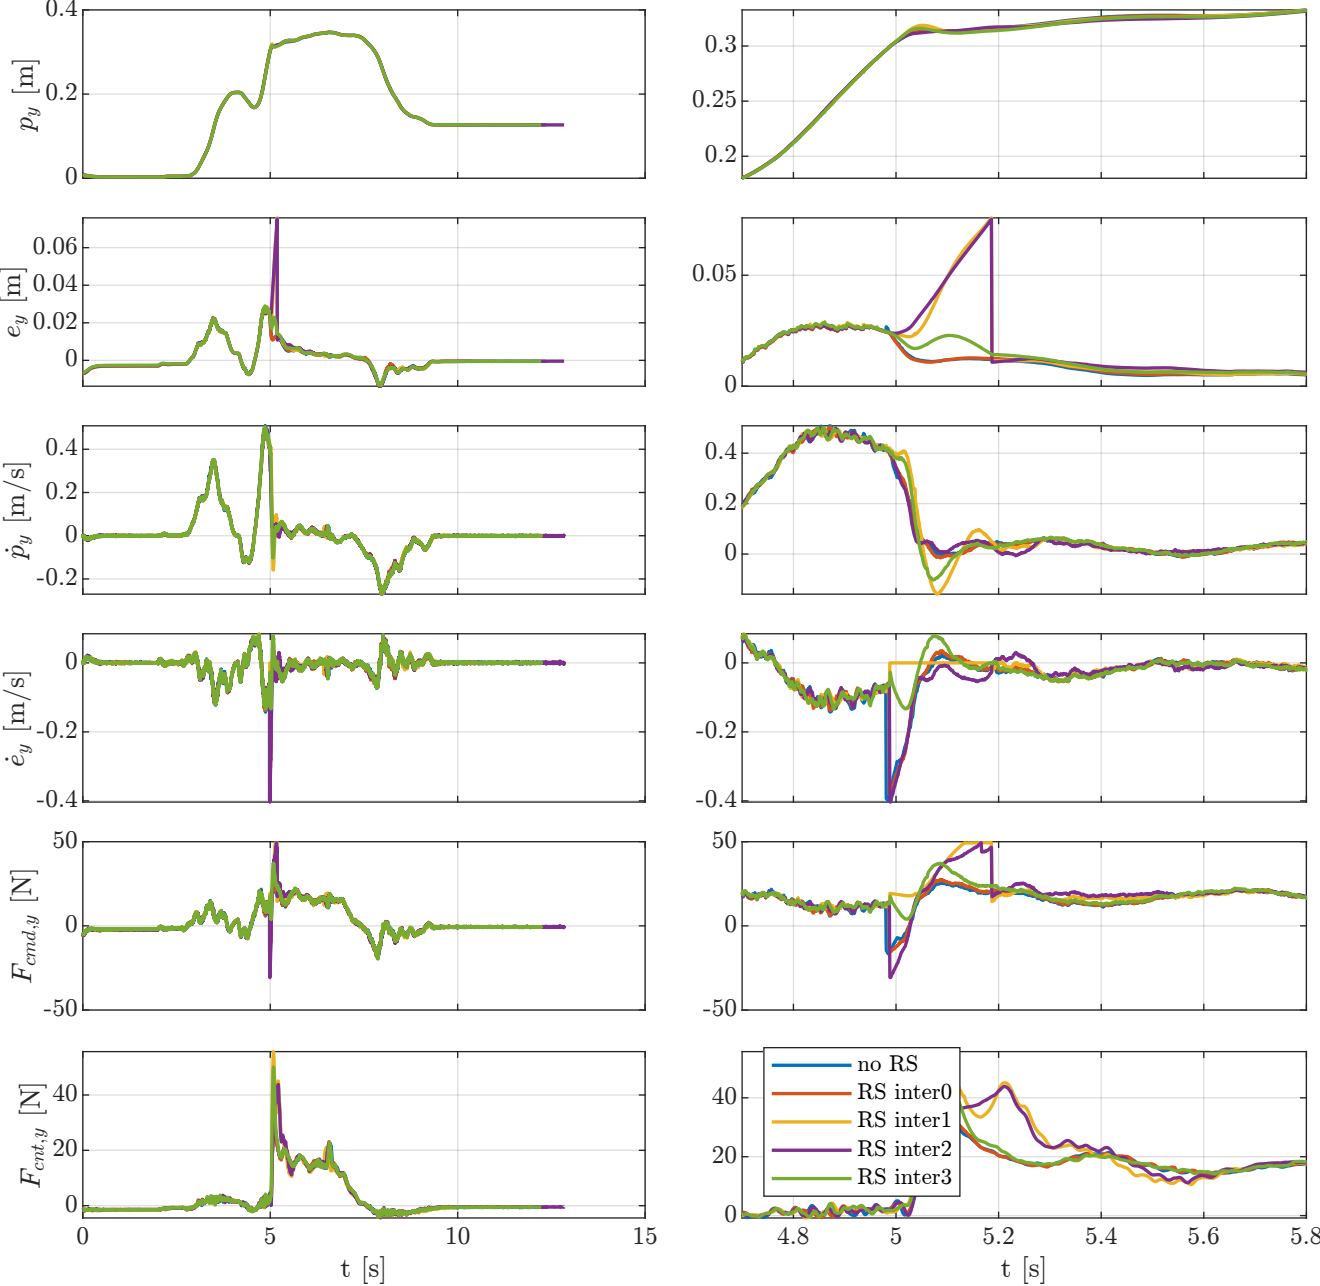 p_y [m]
0.4
0.2
0
0.3
0.25
0.2
e_y [m]
0.06
0.04
0.02
0
0.05
0
ṗ_y [m/s]
0.4
0.2
0
-0.2
0.4
0.2
0
ė_y [m/s]
0
-0.2
-0.4
0
-0.2
-0.4
F_{cmd,y} [N]
50
0
-50
50
0
-50
F_{cnt,y} [N]
40
20
0
40
20
0
no RS
RS inter0
RS inter1
RS inter2
RS inter3
0 5 10 15
4.8 5 5.2 5.4 5.6 5.8
t [s]
t [s]